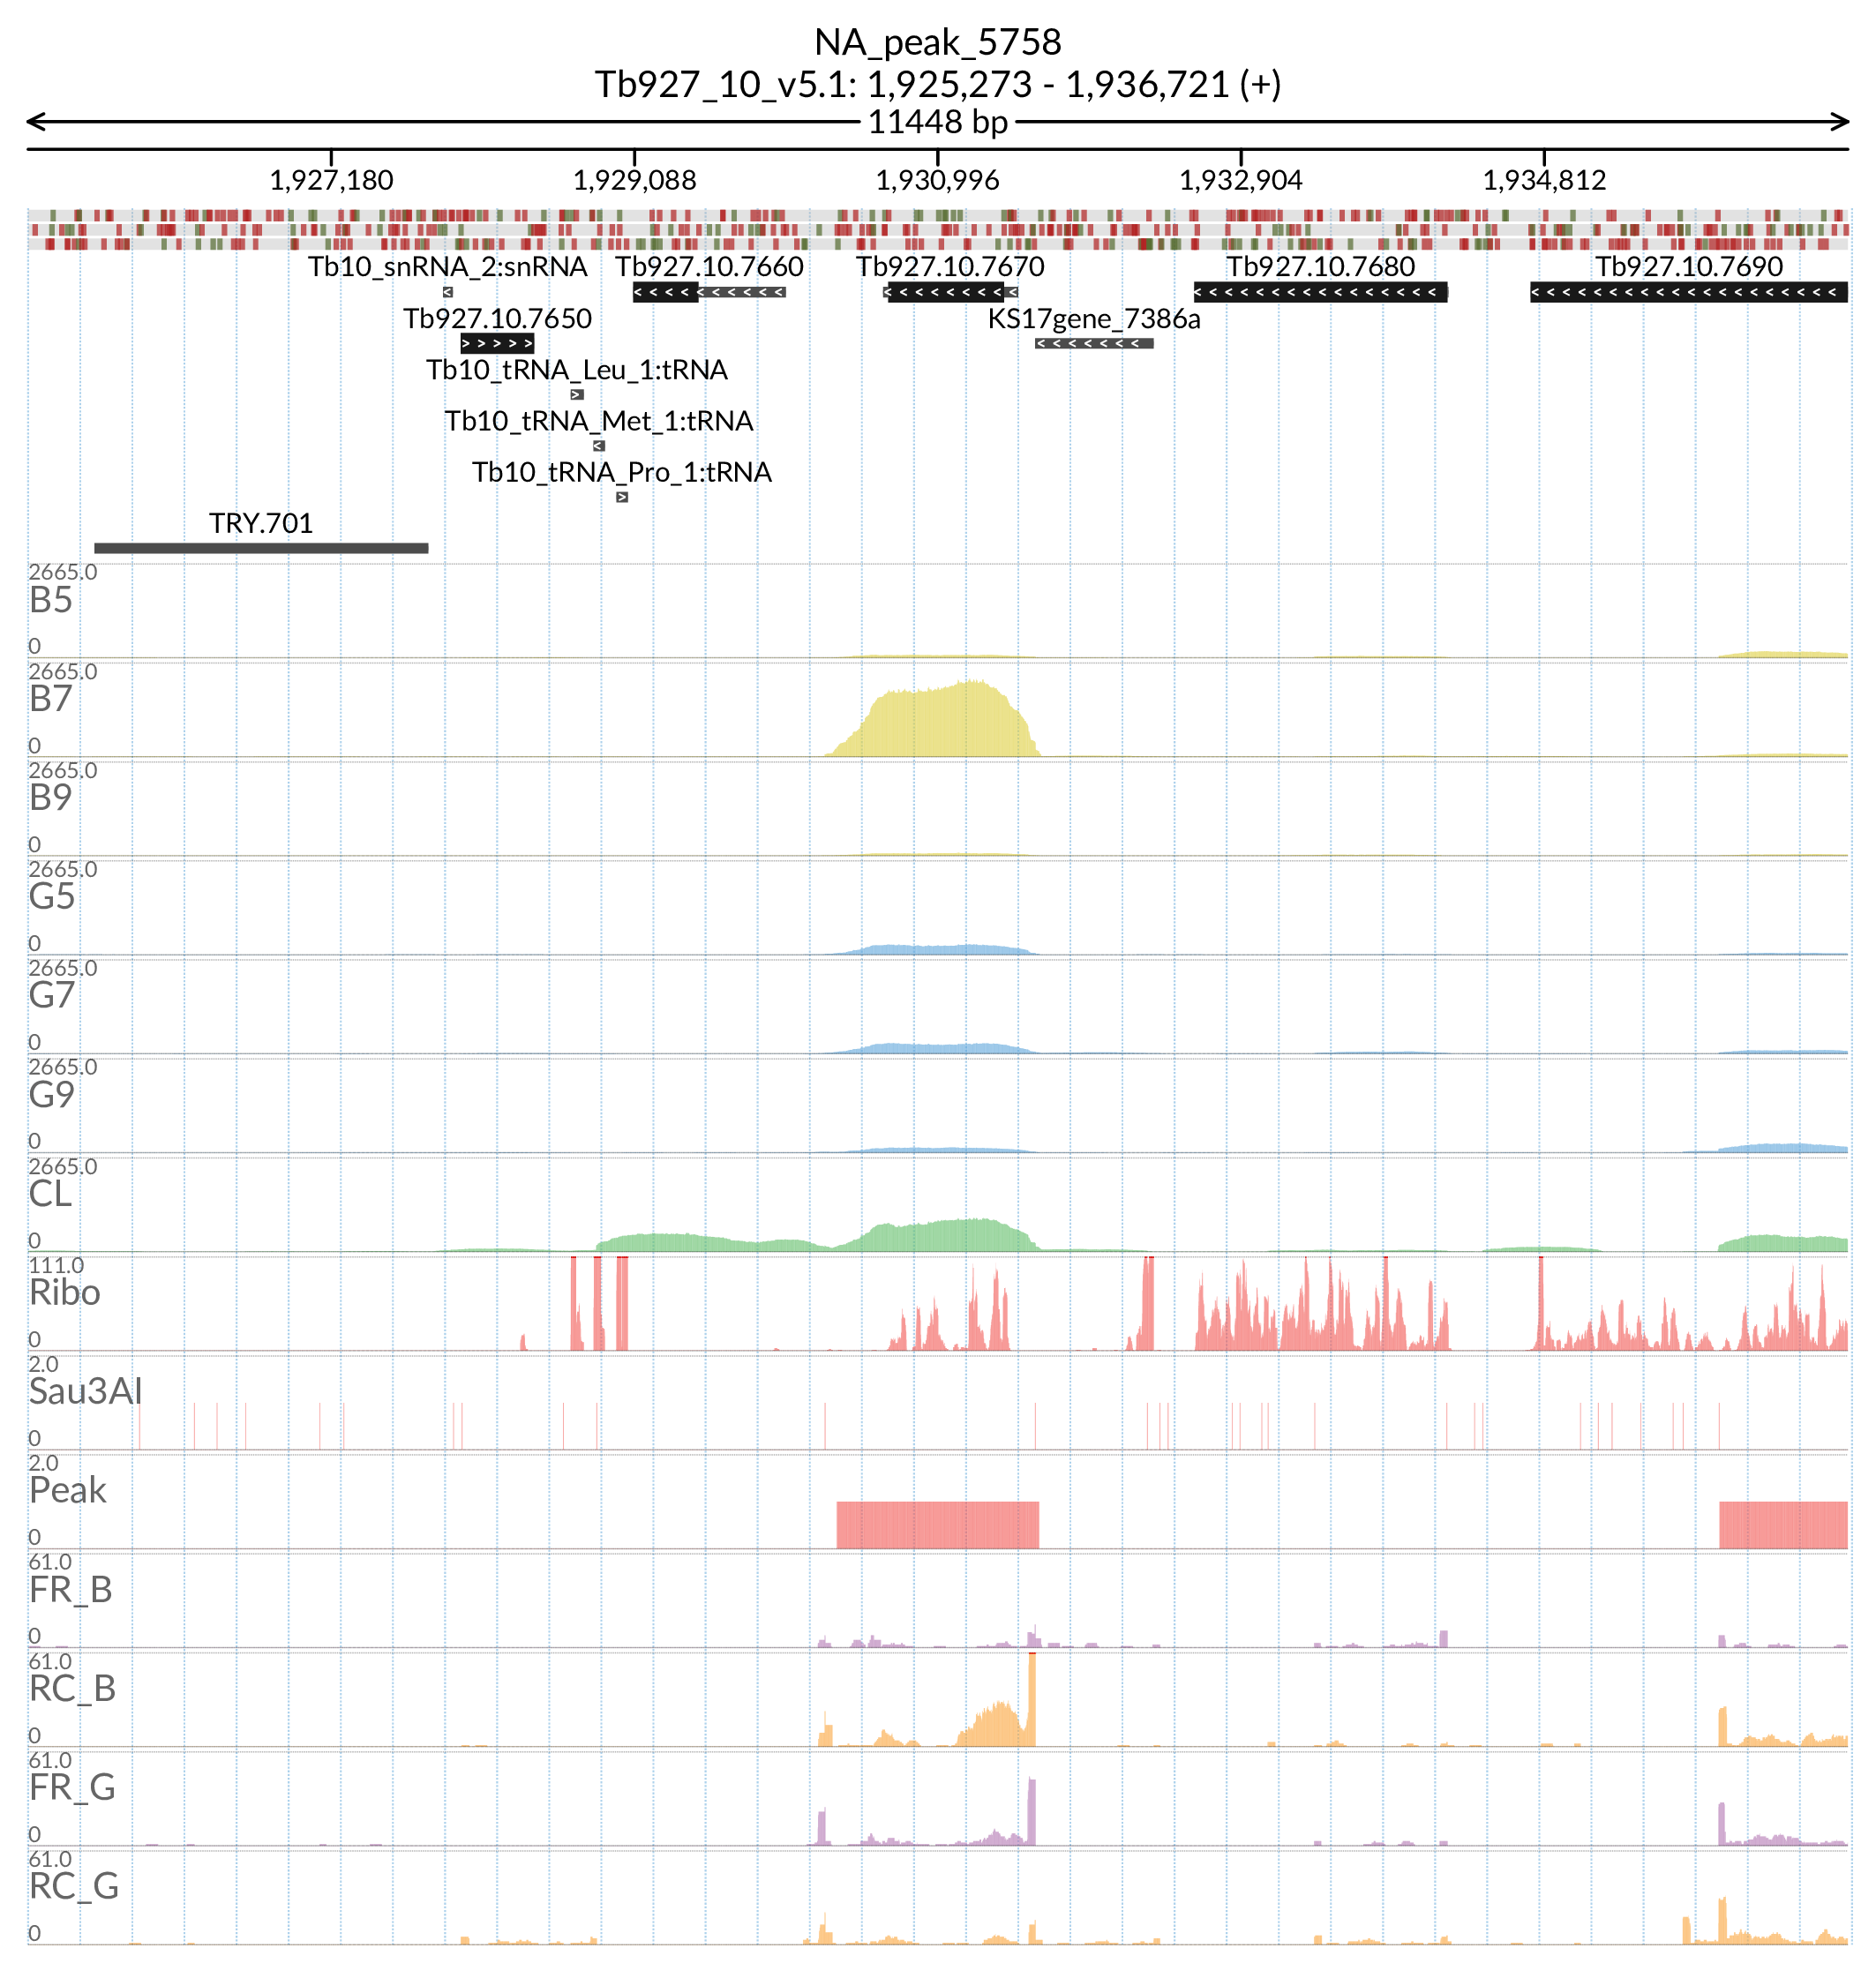 NA_peak_5758
Tb927_10_v5.1: 1,925,273 - 1,936,721 (+)
11448 bp
1,927,180 1,929,088 1,930,996 1,932,904 1,934,812
Tb10_snRNA_2:snRNA Tb927.10.7660 Tb927.10.7670 Tb927.10.7680 Tb927.10.7690
Tb927.10.7650 KS17gene_7386a
Tb10_tRNA_Leu_1:tRNA
Tb10_tRNA_Met_1:tRNA
Tb10_tRNA_Pro_1:tRNA
TRY.701
2665.0
B5
0
2665.0
B7
0
2665.0
B9
0
2665.0
G5
0
2665.0
G7
0
2665.0
G9
0
2665.0
CL
0
111.0
Ribo
0
2.0
Sau3AI
0
2.0
Peak
0
61.0
FR_B
0
61.0
RC_B
0
61.0
FR_G
0
61.0
RC_G
0